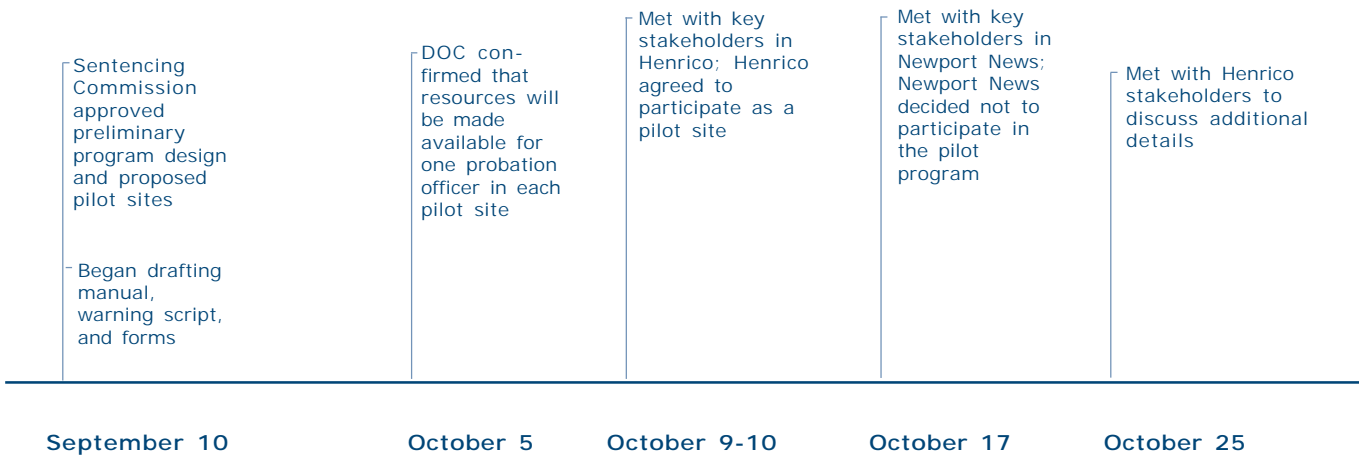 Sentencing
Commission
approved
preliminary
program design
and proposed
pilot sites
Began drafting
manual,
warning script,
and forms
DOC con-
firmed that
resources will
be made
available for
one probation
officer in each
pilot site
Met with key
stakeholders in
Henrico; Henrico
agreed to
participate as a
pilot site
Met with key
stakeholders in
Newport News;
Newport News
decided not to
participate in
the pilot
program
Met with Henrico
stakeholders to
discuss additional
details
September 10
October 5
October 9-10
October 17
October 25